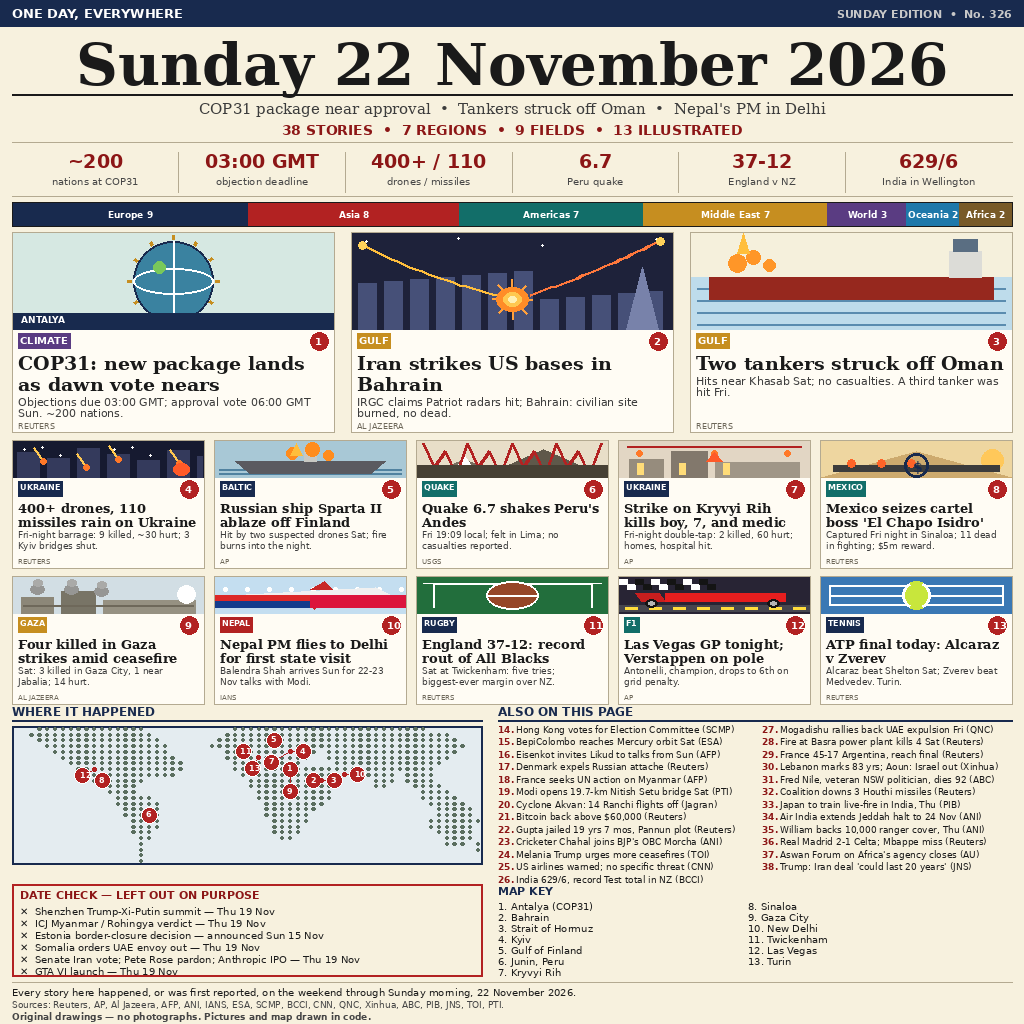 ONE DAY, EVERYWHERE
SUNDAY EDITION • No. 326
Sunday 22 November 2026
COP31 package near approval • Tankers struck off Oman • Nepal's PM in Delhi
38 STORIES • 7 REGIONS • 9 FIELDS • 13 ILLUSTRATED
~200
nations at COP31
03:00 GMT
objection deadline
400+ / 110
drones / missiles
6.7
Peru quake
37-12
England v NZ
629/6
India in Wellington
Europe 9
Asia 8
Americas 7
Middle East 7
World 3
Oceania 2
Africa 2
ANTALYA
CLIMATE
1
COP31: new package lands
as dawn vote nears
Objections due 03:00 GMT; approval vote 06:00 GMT
Sun. ~200 nations.
REUTERS
GULF
2
Iran strikes US bases in
Bahrain
IRGC claims Patriot radars hit; Bahrain: civilian site
burned, no dead.
AL JAZEERA
GULF
3
Two tankers struck off Oman
Hits near Khasab Sat; no casualties. A third tanker was
hit Fri.
REUTERS
UKRAINE
4
400+ drones, 110
missiles rain on Ukraine
Fri-night barrage: 9 killed, ~30 hurt; 3
Kyiv bridges shut.
REUTERS
BALTIC
5
Russian ship Sparta II
ablaze off Finland
Hit by two suspected drones Sat; fire
burns into the night.
AP
QUAKE
6
Quake 6.7 shakes Peru's
Andes
Fri 19:09 local; felt in Lima; no
casualties reported.
USGS
UKRAINE
7
Strike on Kryvyi Rih
kills boy, 7, and medic
Fri-night double-tap: 2 killed, 60 hurt;
homes, hospital hit.
AP
MEXICO
8
Mexico seizes cartel
boss 'El Chapo Isidro'
Captured Fri night in Sinaloa; 11 dead
in fighting; $5m reward.
REUTERS
GAZA
9
Four killed in Gaza
strikes amid ceasefire
Sat: 3 killed in Gaza City, 1 near
Jabalia; 14 hurt.
AL JAZEERA
NEPAL
10
Nepal PM flies to Delhi
for first state visit
Balendra Shah arrives Sun for 22-23
Nov talks with Modi.
IANS
RUGBY
11
England 37-12: record
rout of All Blacks
Sat at Twickenham: five tries;
biggest-ever margin over NZ.
REUTERS
F1
12
Las Vegas GP tonight;
Verstappen on pole
Antonelli, champion, drops to 6th on
grid penalty.
AP
TENNIS
13
ATP final today: Alcaraz
v Zverev
Alcaraz beat Shelton Sat; Zverev beat
Medvedev. Turin.
REUTERS
WHERE IT HAPPENED
5
11
4
7
1
8
2
3
10
9
6
ALSO ON THIS PAGE
14. Hong Kong votes for Election Committee (SCMP)
15. BepiColombo reaches Mercury orbit Sat (ESA)
16. Eisenkot invites Likud to talks from Sun (AFP)
17. Denmark expels Russian attache (Reuters)
18. France seeks UN action on Myanmar (AFP)
19. Modi opens 19.7-km Nitish Setu bridge Sat (PTI)
20. Cyclone Akvan: 14 Ranchi flights off (Jagran)
21. Bitcoin back above $60,000 (Reuters)
22. Gupta jailed 19 yrs 7 mos, Pannun plot (Reuters)
23. Cricketer Chahal joins BJP's OBC Morcha (ANI)
24. Melania Trump urges more ceasefires (TOI)
25. US airlines warned; no specific threat (CNN)
26. India 629/6, record Test total in NZ (BCCI)
27. Mogadishu rallies back UAE expulsion Fri (QNC)
28. Fire at Basra power plant kills 4 Sat (Reuters)
29. France 45-17 Argentina, reach final (Reuters)
30. Lebanon marks 83 yrs; Aoun: Israel out (Xinhua)
31. Fred Nile, veteran NSW politician, dies 92 (ABC)
32. Coalition downs 3 Houthi missiles (Reuters)
33. Japan to train live-fire in India, Thu (PIB)
34. Air India extends Jeddah halt to 24 Nov (ANI)
35. William backs 10,000 ranger cover, Thu (ANI)
36. Real Madrid 2-1 Celta; Mbappe miss (Reuters)
37. Aswan Forum on Africa's agency closes (AU)
38. Trump: Iran deal 'could last 20 years' (JNS)
DATE CHECK — LEFT OUT ON PURPOSE
✕ Shenzhen Trump-Xi-Putin summit — Thu 19 Nov
✕ ICJ Myanmar / Rohingya verdict — Thu 19 Nov
✕ Estonia border-closure decision — announced Sun 15 Nov
✕ Somalia orders UAE envoy out — Thu 19 Nov
✕ Senate Iran vote; Pete Rose pardon; Anthropic IPO — Thu 19 Nov
✕ GTA VI launch — Thu 19 Nov
MAP KEY
1. Antalya (COP31)
2. Bahrain
3. Strait of Hormuz
4. Kyiv
5. Gulf of Finland
6. Junin, Peru
7. Kryvyi Rih
8. Sinaloa
9. Gaza City
10. New Delhi
11. Twickenham
12. Las Vegas
13. Turin
Every story here happened, or was first reported, on the weekend through Sunday morning, 22 November 2026.
Sources: Reuters, AP, Al Jazeera, AFP, ANI, IANS, ESA, SCMP, BCCI, CNN, QNC, Xinhua, ABC, PIB, JNS, TOI, PTI.
Original drawings — no photographs. Pictures and map drawn in code.